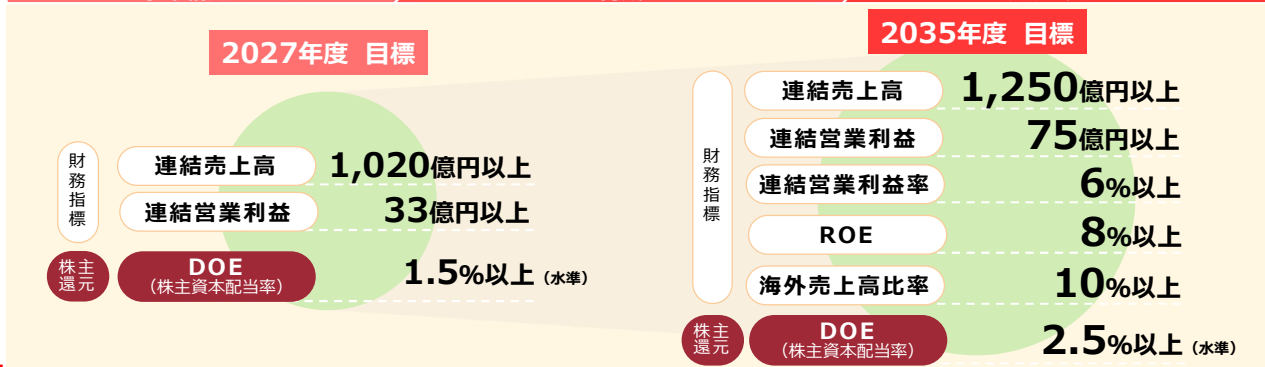 2027年度 目標
財務指標
連結売上高 1,020億円以上
連結営業利益 33億円以上
株主還元
DOE
(株主資本配当率)
1.5%以上 (水準)
2035年度 目標
財務指標
連結売上高 1,250億円以上
連結営業利益 75億円以上
連結営業利益率 6%以上
ROE 8%以上
海外売上高比率 10%以上
株主還元
DOE
(株主資本配当率)
2.5%以上 (水準)